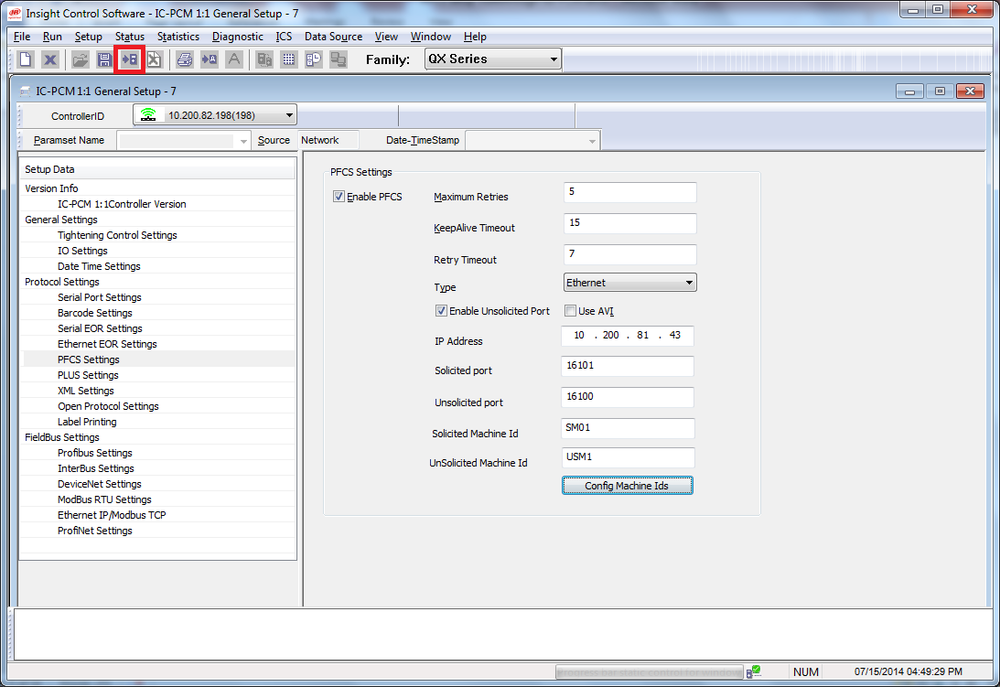 Insight Control Software - IC-PCM 1:1 General Setup - 7
File Run Setup Status Statistics Diagnostic ICS Data Source View Window Help
Family: QX Series
IC-PCM 1:1 General Setup - 7
ControllerID 10.200.82.198(198)
Paramset Name Source Network Date-TimeStamp
Setup Data
Version Info
IC-PCM 1:1Controller Version
General Settings
Tightening Control Settings
IO Settings
Date Time Settings
Protocol Settings
Serial Port Settings
Barcode Settings
Serial EOR Settings
Ethernet EOR Settings
PFCS Settings
PLUS Settings
XML Settings
Open Protocol Settings
Label Printing
FieldBus Settings
Profibus Settings
InterBus Settings
DeviceNet Settings
ModBus RTU Settings
Ethernet IP/Modbus TCP
ProfiNet Settings
PFCS Settings
Enable PFCS Maximum Retries 5
KeepAlive Timeout 15
Retry Timeout 7
Type Ethernet
Enable Unsolicited Port Use AVI
IP Address 10 . 200 . 81 . 43
Solicited port 16101
Unsolicited port 16100
Solicited Machine Id SM01
UnSolicited Machine Id USM1
Config Machine Ids
NUM 07/15/2014 04:49:29 PM